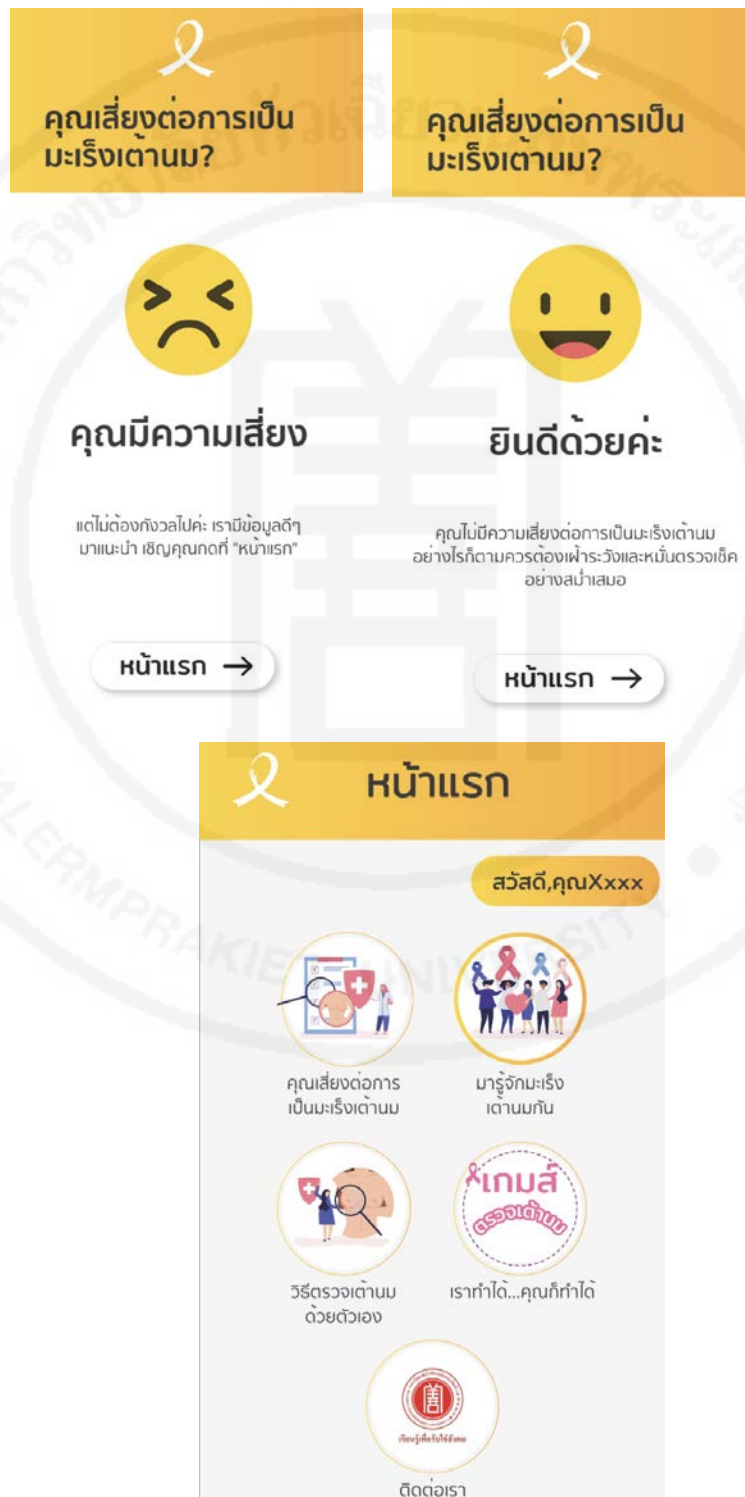 คุณเสี่ยงต่อการเป็น
มะเร็งเต้านม?
คุณมีความเสี่ยง
แต่ไม่ต้องกังวลไปค่ะ เรามีข้อมูลดีๆ
มาแนะนำ เชิญคุณกดที่ "หน้าแรก"
หน้าแรก →
คุณเสี่ยงต่อการเป็น
มะเร็งเต้านม?
ยินดีด้วยค่ะ
คุณไม่มีความเสี่ยงต่อการเป็นมะเร็งเต้านม
อย่างไรก็ตามควรต้องเฝ้าระวังและหมั่นตรวจเช็ค
อย่างสม่ำเสมอ
หน้าแรก →
หน้าแรก
สวัสดี,คุณXxxx
คุณเสี่ยงต่อการ
เป็นมะเร็งเต้านม
มารู้จักมะเร็ง
เต้านมกัน
วิธีตรวจเต้านม
ด้วยตัวเอง
เกมส์
ตรวจเต้านม
เราทำได้...คุณก็ทำได้
เรียนรู้เพื่อรับใช้สังคม
ติดต่อเรา